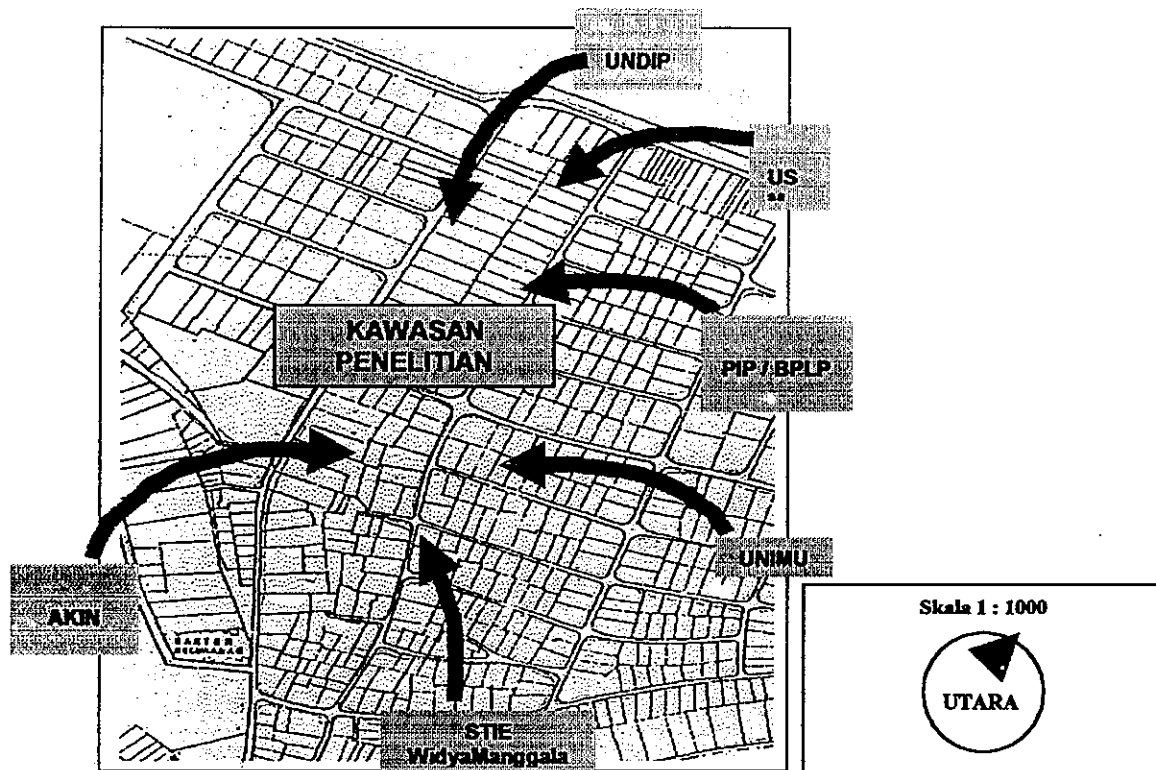 UNDIP
US
KAWASAN
PENELITIAN
PIP / BPLP
UNIMU
AKIN
STIE
WidyaManggala
Skala 1 : 1000
UTARA